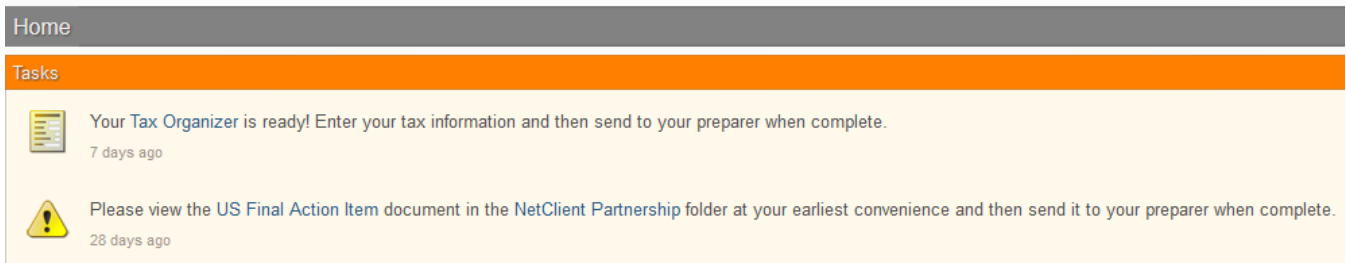 Home
Tasks
Your Tax Organizer is ready! Enter your tax information and then send to your preparer when complete.
7 days ago
Please view the US Final Action Item document in the NetClient Partnership folder at your earliest convenience and then send it to your preparer when complete.
28 days ago